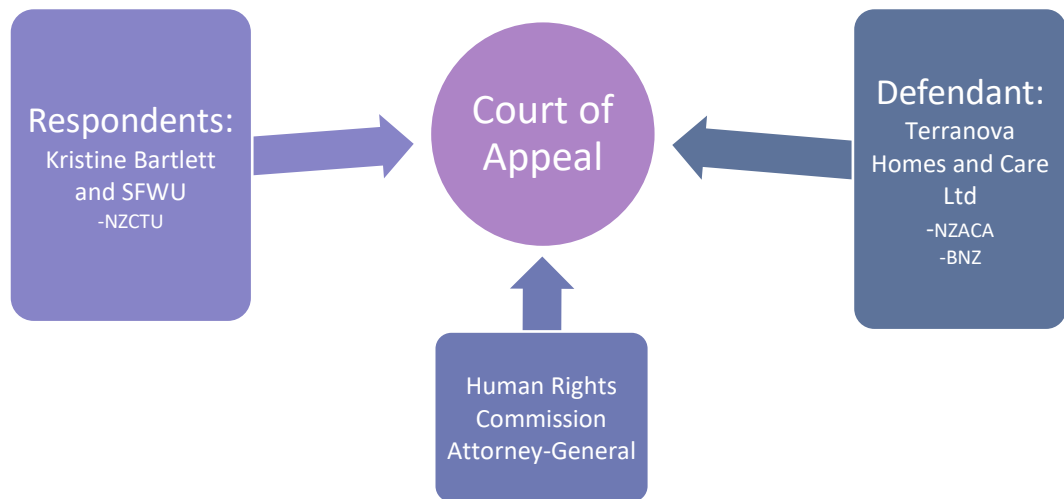 Respondents:
Kristine Bartlett
and SFWU
-NZCTU
Court of
Appeal
Defendant:
Terranova
Homes and Care
Ltd
-NZACA
-BNZ
Human Rights
Commission
Attorney-General